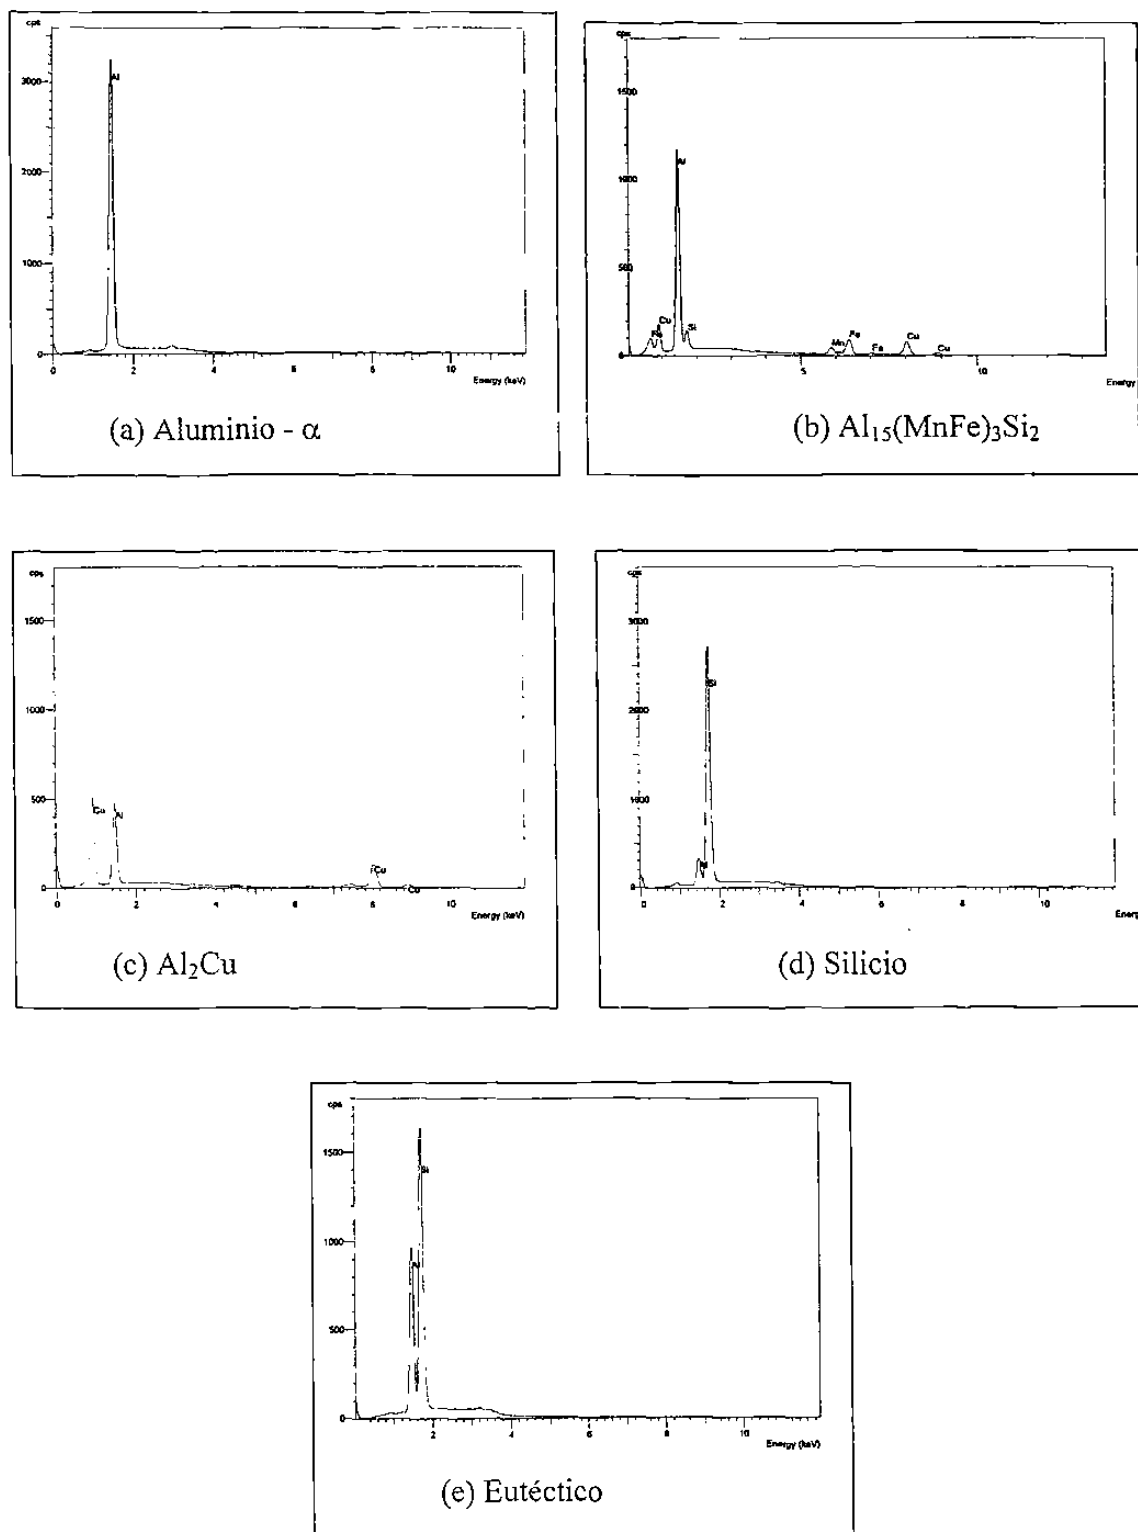 cps
3000
2000
1000
0
2
4
6
8
10
Al
Energy (keV)
(a) Aluminio - α
cps
1500
1000
500
0
5
10
Al
Cu
Si
Mn
Fe
Fe
Cu
Cu
Energy
(b) Al₁₅(MnFe)₃Si₂
cps
1500
1000
500
0
0
2
4
6
8
10
Cu
Al
Cu
Cu
Energy (keV)
(c) Al₂Cu
cps
3000
2000
1000
0
0
2
4
6
8
10
Si
Al
Energy
(d) Silicio
cps
1500
1000
500
0
2
4
6
8
10
Si
Al
Energy (keV)
(e) Eutéctico